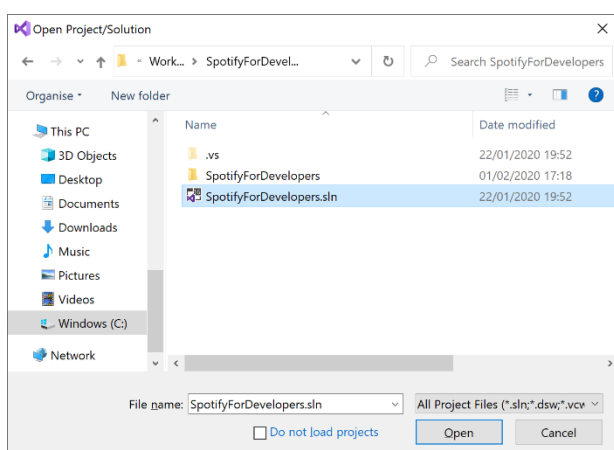 Open Project/Solution
« Work... > SpotifyForDevel...
Search SpotifyForDevelopers
Organise
New folder
?
This PC
3D Objects
Desktop
Documents
Downloads
Music
Pictures
Videos
Windows (C:)
Network
Name
Date modified
.vs
22/01/2020 19:52
SpotifyForDevelopers
01/02/2020 17:18
SpotifyForDevelopers.sln
22/01/2020 19:52
File name:
SpotifyForDevelopers.sln
All Project Files (*.sln;*.dsw;*.vcw
Do not load projects
Open
Cancel